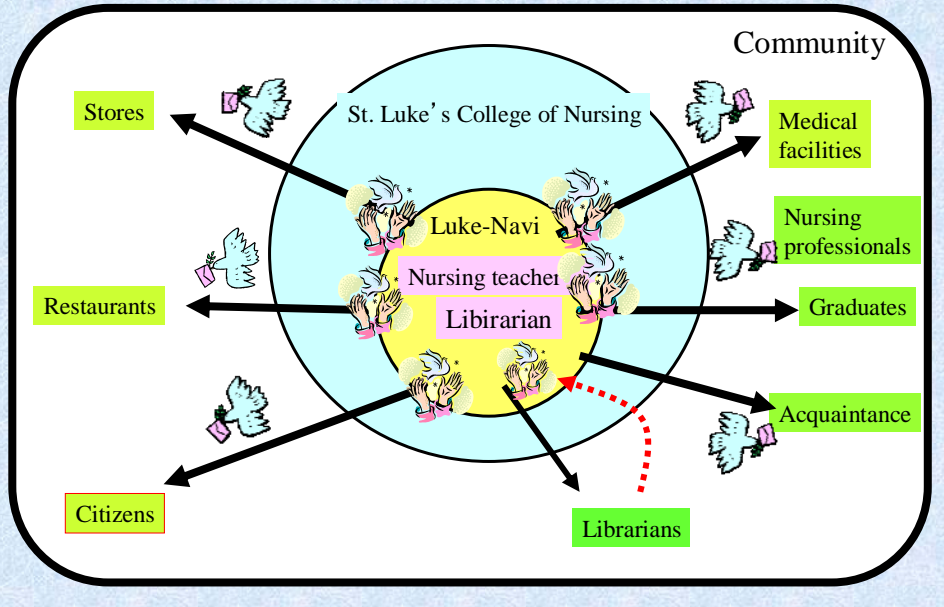 Community
Stores
St. Luke’s College of Nursing
Medical
facilities
Luke-Navi
Nursing
professionals
Nursing teacher
Restaurants
Libirarian
Graduates
Acquaintance
Citizens
Librarians